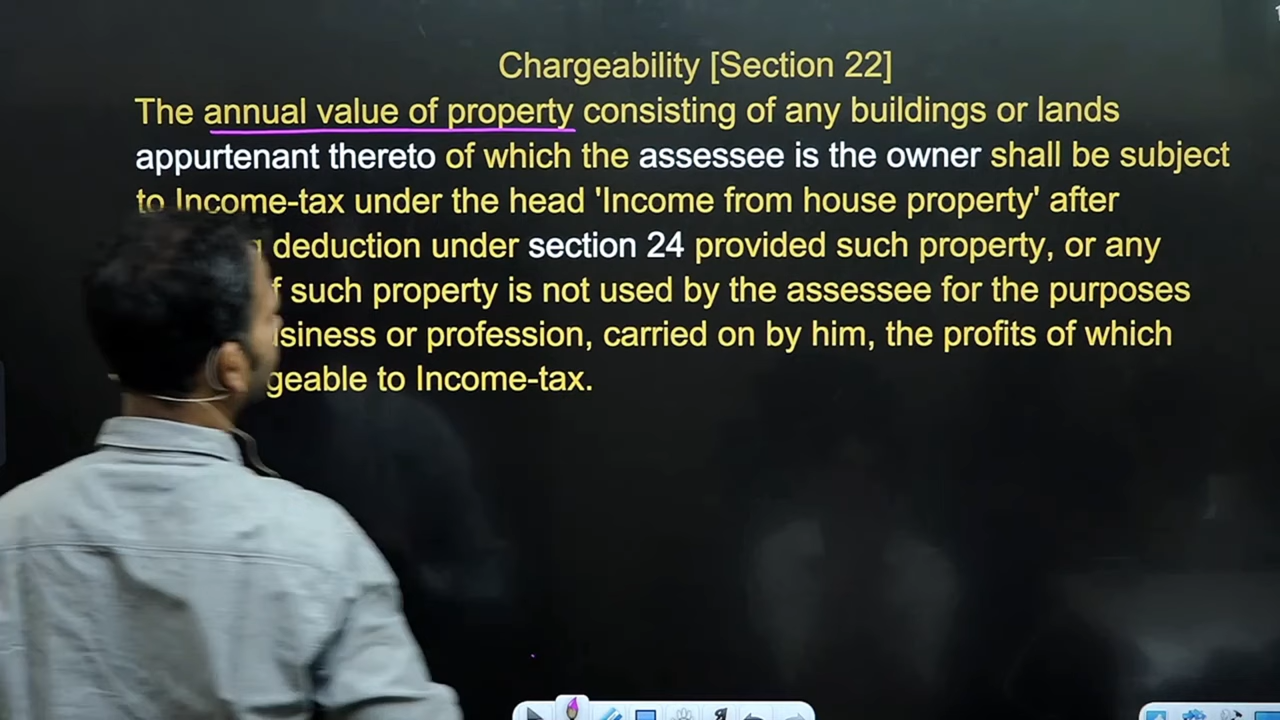 Chargeability [Section 22]
The annual value of property consisting of any buildings or lands
appurtenant thereto of which the assessee is the owner shall be subject
to Income-tax under the head 'Income from house property' after
deduction under section 24 provided such property, or any
such property is not used by the assessee for the purposes
or profession, carried on by him, the profits of which
to Income-tax.